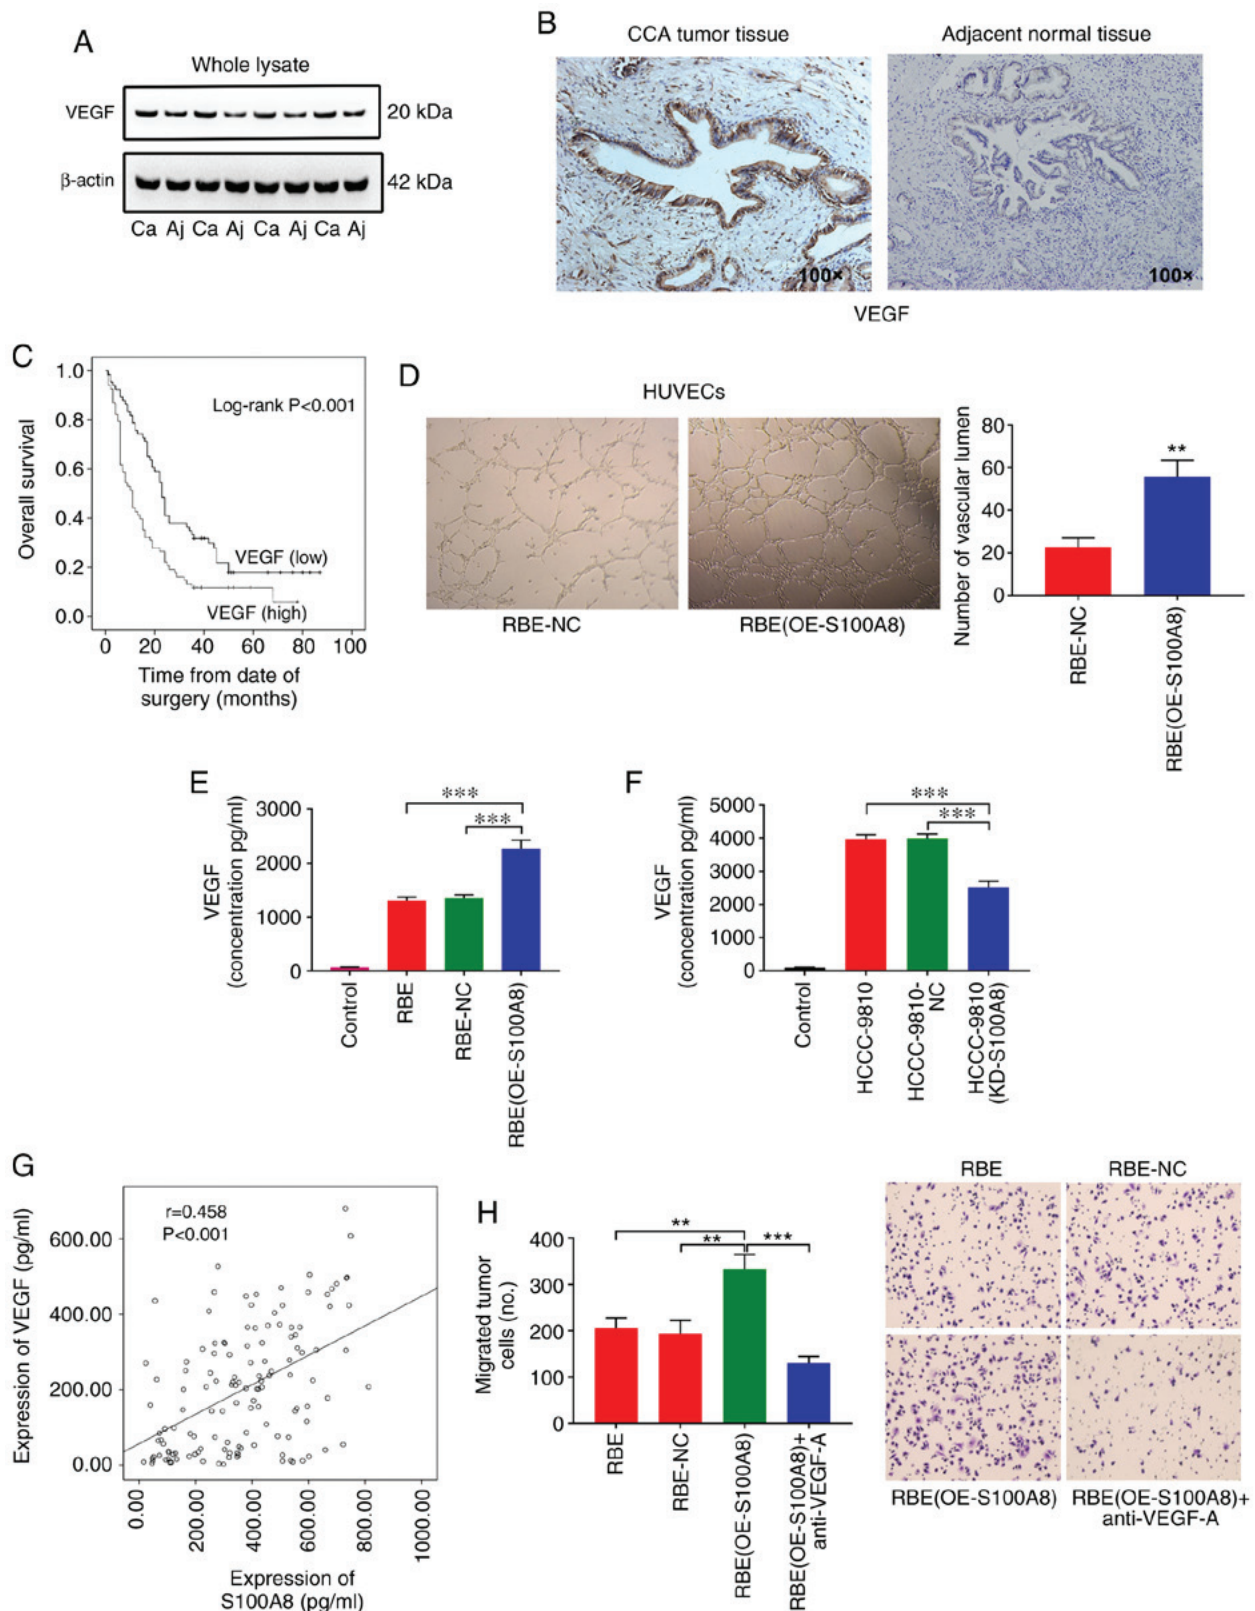 A
Whole lysate
VEGF
20 kDa
β-actin
42 kDa
Ca Aj Ca Aj Ca Aj Ca Aj
B
CCA tumor tissue
Adjacent normal tissue
100×
100×
VEGF
C
Overall survival
1.0
0.8
0.6
0.4
0.2
0.0
Log-rank P<0.001
VEGF (low)
VEGF (high)
0 20 40 60 80 100
Time from date of
surgery (months)
D
HUVECs
RBE-NC
RBE(OE-S100A8)
Number of vascular lumen
80
60
40
20
0
**
RBE-NC
RBE(OE-S100A8)
E
VEGF
(concentration pg/ml)
3000
2000
1000
0
***
***
Control
RBE
RBE-NC
RBE(OE-S100A8)
F
VEGF
(concentration pg/ml)
5000
4000
3000
2000
1000
0
***
***
Control
HCCC-9810
HCCC-9810-
NC
HCCC-9810
(KD-S100A8)
G
Expression of VEGF (pg/ml)
600.00
400.00
200.00
0.00
r=0.458
P<0.001
0.00
200.00
400.00
600.00
800.00
1000.00
Expression of
S100A8 (pg/ml)
H
Migrated tumor
cells (no.)
400
300
200
100
0
**
**
***
RBE
RBE-NC
RBE(OE-S100A8)
RBE(OE-S100A8)+
anti-VEGF-A
RBE
RBE-NC
RBE(OE-S100A8)
RBE(OE-S100A8)+
anti-VEGF-A